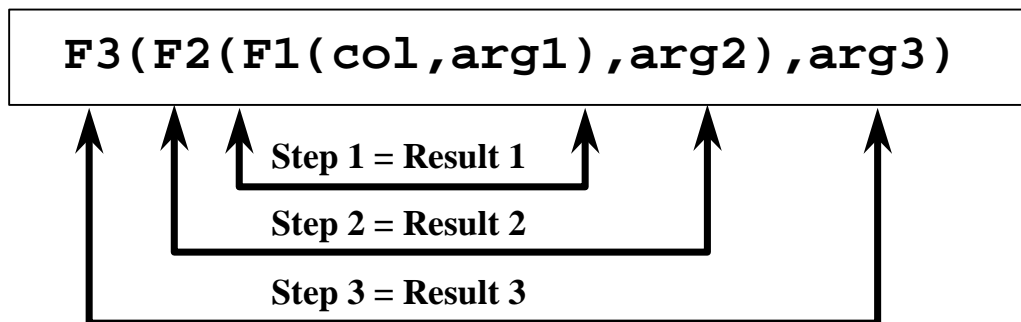 F3(F2(F1(col,arg1),arg2),arg3)
Step 1 = Result 1
Step 2 = Result 2
Step 3 = Result 3